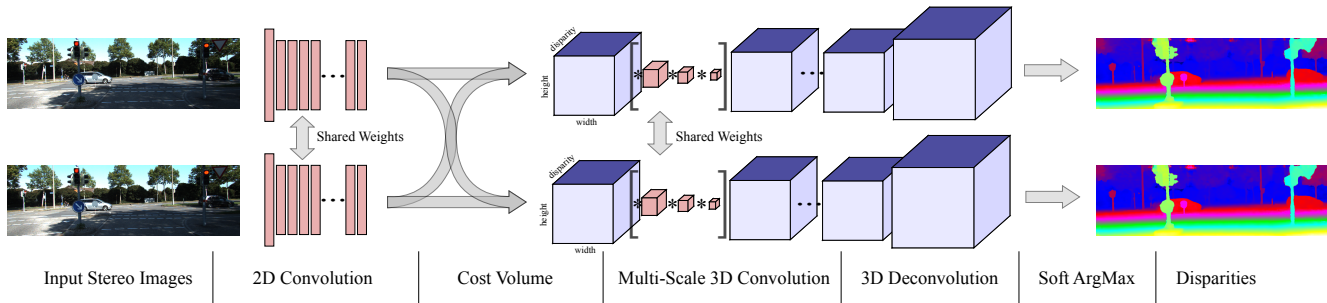 disparity
height
width
* * *
Shared Weights
Shared Weights
disparity
height
width
* * *
Input Stereo Images
2D Convolution
Cost Volume
Multi-Scale 3D Convolution
3D Deconvolution
Soft ArgMax
Disparities